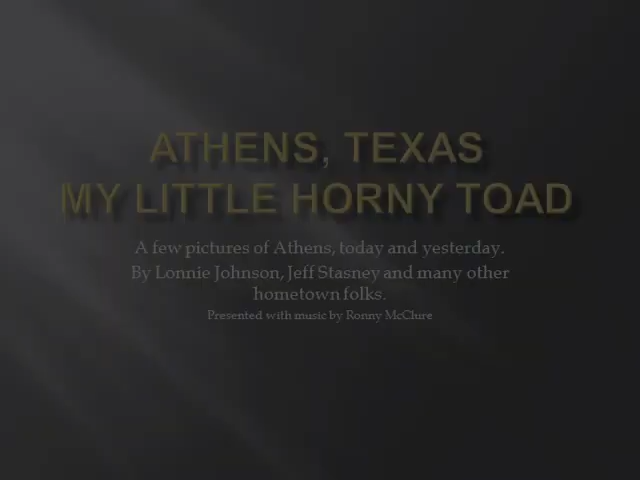 ATHENS, TEXAS
MY LITTLE HORNY TOAD
A few pictures of Athens, today and yesterday.
By Lonnie Johnson, Jeff Stasney and many other
hometown folks.
Presented with music by Ronny McClure